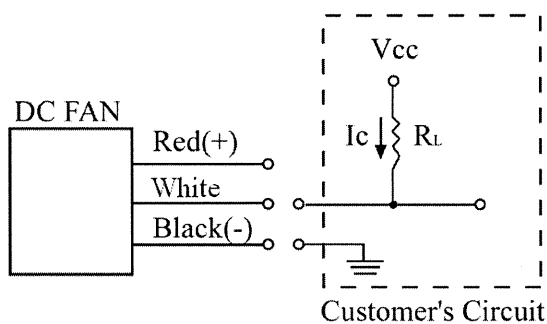 Vcc
DC FAN
Red(+)
Ic
RL
White
Black(-)
Customer's Circuit